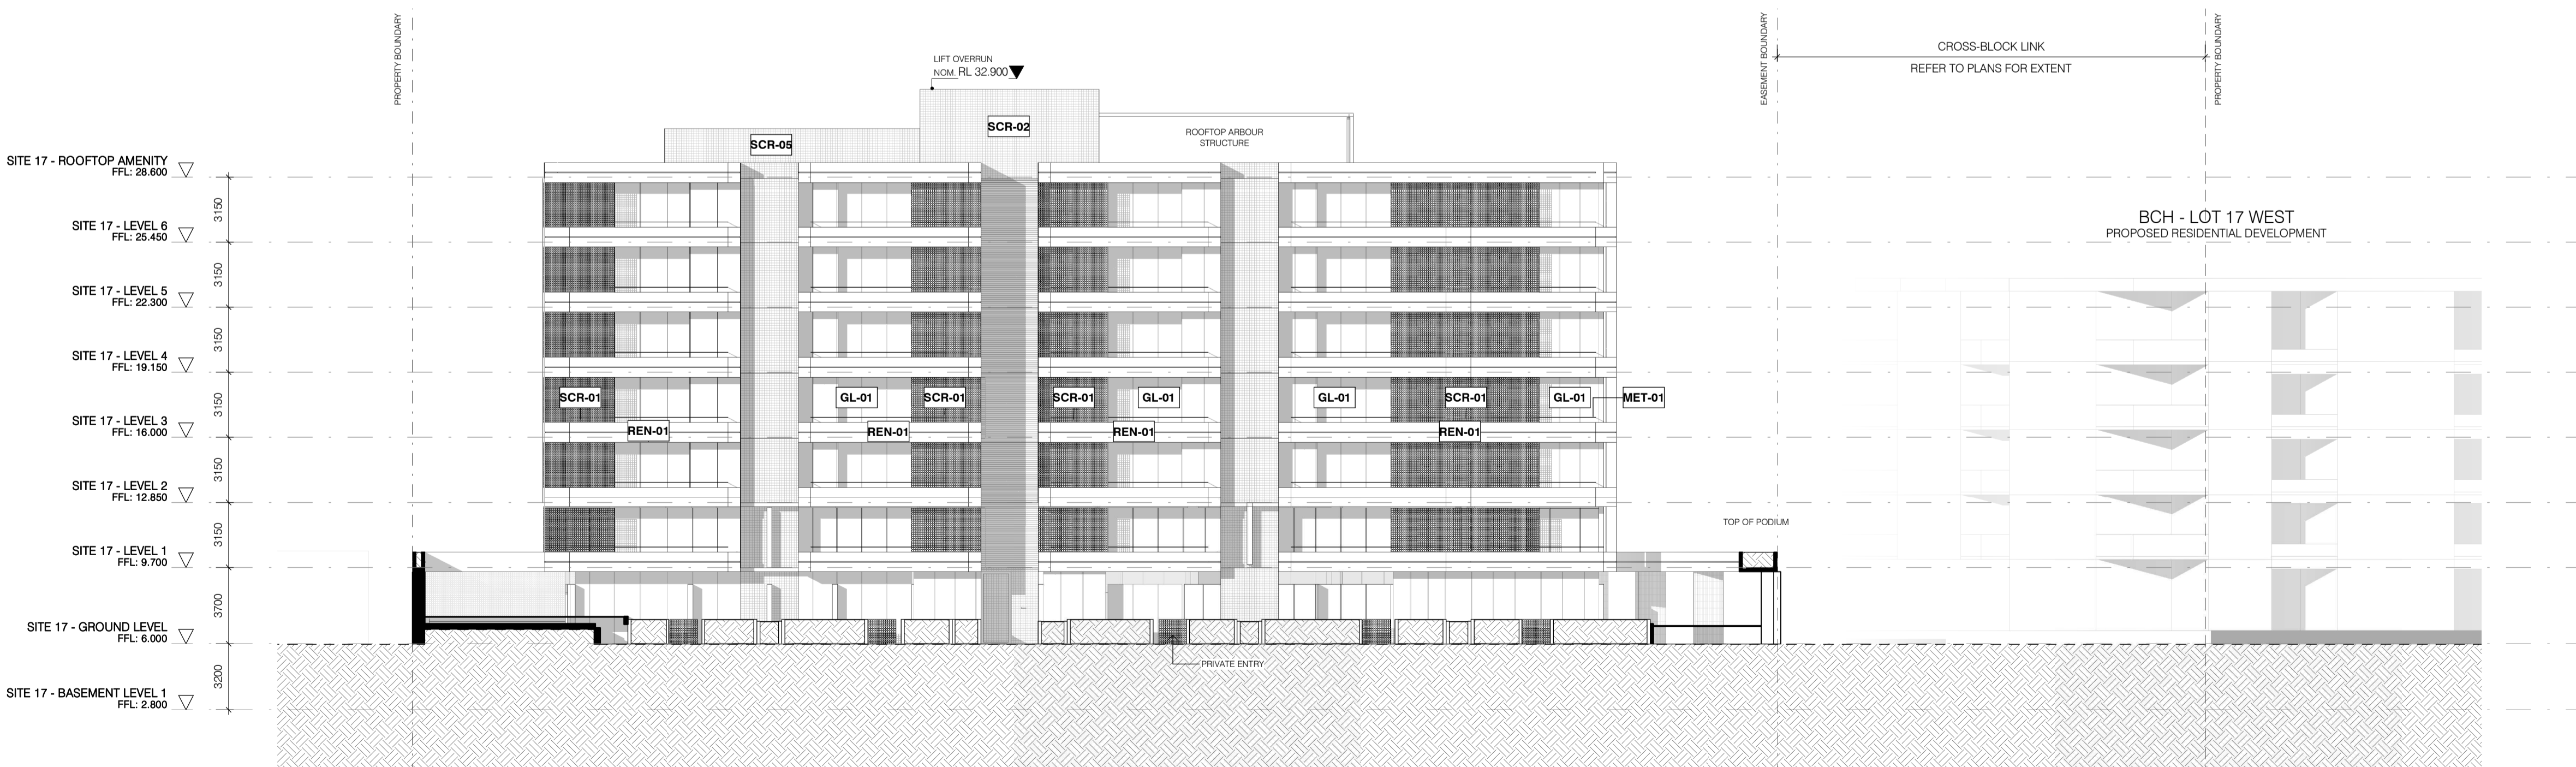 PROPERTY BOUNDARY
EASEMENT BOUNDARY
PROPERTY BOUNDARY
CROSS-BLOCK LINK
REFER TO PLANS FOR EXTENT
LIFT OVERRUN
NOM. RL 32.900
SCR-02
ROOFTOP ARBOUR
STRUCTURE
SCR-05
SITE 17 - ROOFTOP AMENITY
FFL: 28.600
3150
BCH - LOT 17 WEST
PROPOSED RESIDENTIAL DEVELOPMENT
SITE 17 - LEVEL 6
FFL: 25.450
3150
SITE 17 - LEVEL 5
FFL: 22.300
3150
SITE 17 - LEVEL 4
FFL: 19.150
3150
SCR-01
GL-01
SCR-01
SCR-01
GL-01
GL-01
SCR-01
GL-01
MET-01
SITE 17 - LEVEL 3
FFL: 16.000
REN-01
REN-01
REN-01
REN-01
3150
SITE 17 - LEVEL 2
FFL: 12.850
3150
TOP OF PODIUM
SITE 17 - LEVEL 1
FFL: 9.700
3700
SITE 17 - GROUND LEVEL
FFL: 6.000
PRIVATE ENTRY
3200
SITE 17 - BASEMENT LEVEL 1
FFL: 2.800